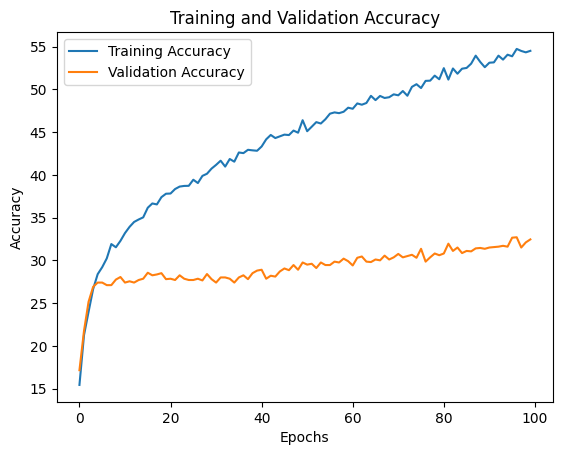 Training and Validation Accuracy
Training Accuracy
Validation Accuracy
55
50
45
40
35
30
25
20
15
Accuracy
0 20 40 60 80 100
Epochs